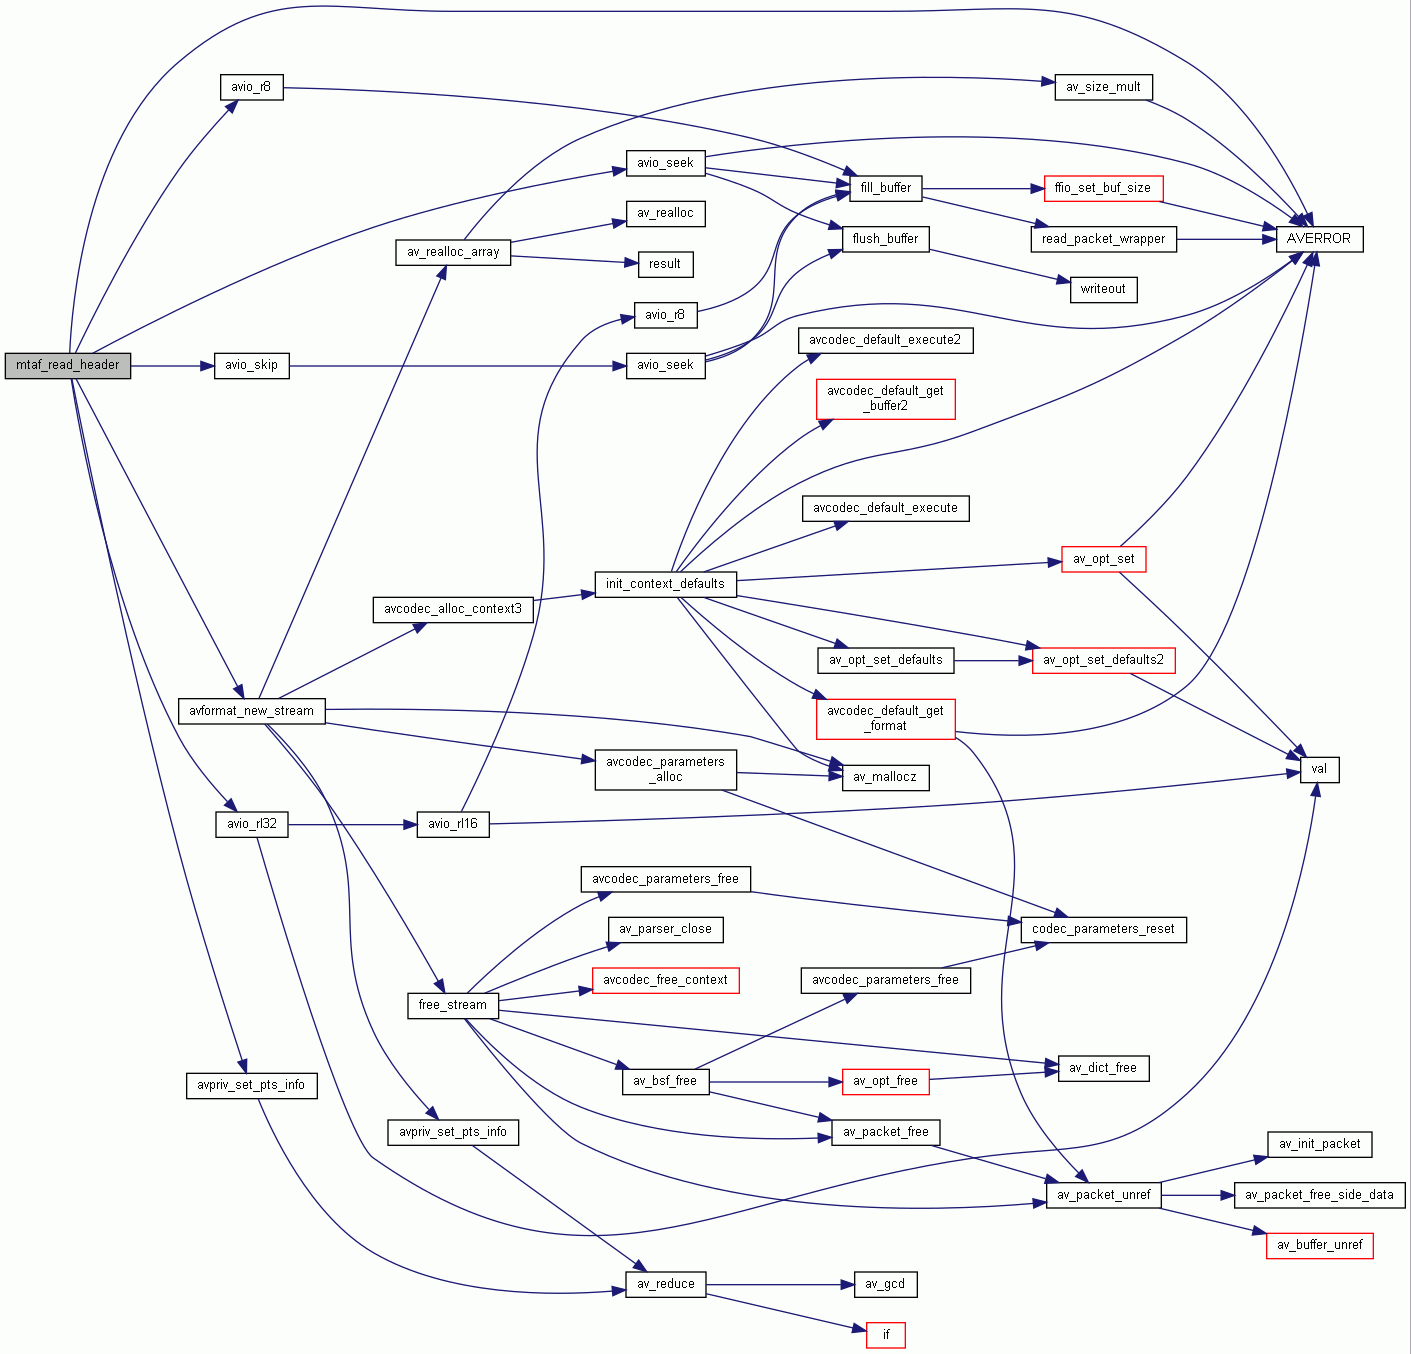 avio_r8
av_size_mult
avio_seek
fill_buffer
ffio_set_buf_size
av_realloc
flush_buffer
read_packet_wrapper
AVERROR
av_realloc_array
result
writeout
avio_r8
avcodec_default_execute2
mtaf_read_header
avio_skip
avio_seek
avcodec_default_get
_buffer2
avcodec_default_execute
av_opt_set
init_context_defaults
avcodec_alloc_context3
av_opt_set_defaults
av_opt_set_defaults2
avformat_new_stream
avcodec_default_get
_format
avcodec_parameters
_alloc
av_mallocz
val
avio_rl32
avio_rl16
avcodec_parameters_free
av_parser_close
codec_parameters_reset
avcodec_free_context
avcodec_parameters_free
free_stream
av_dict_free
avpriv_set_pts_info
av_bsf_free
av_opt_free
avpriv_set_pts_info
av_packet_free
av_init_packet
av_packet_unref
av_packet_free_side_data
av_buffer_unref
av_reduce
av_gcd
if